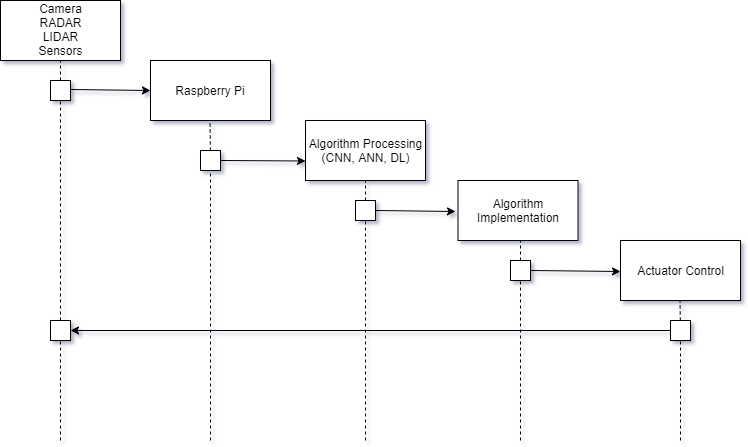 Camera
RADAR
LIDAR
Sensors
Raspberry Pi
Algorithm Processing
(CNN, ANN, DL)
Algorithm
Implementation
Actuator Control